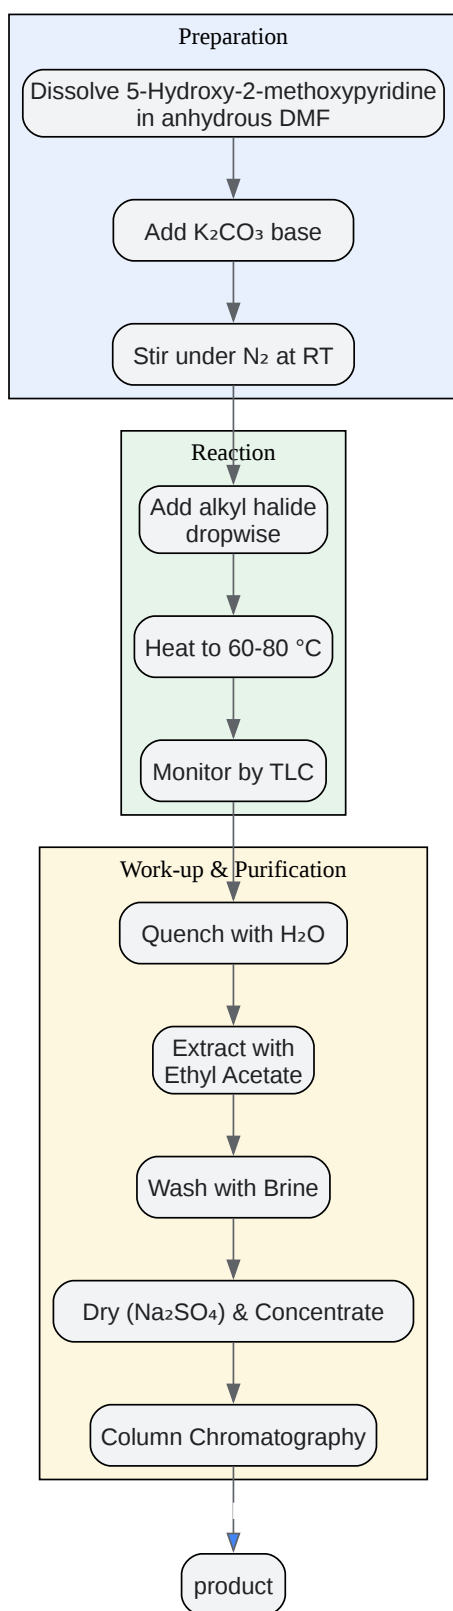 Preparation
Dissolve 5-Hydroxy-2-methoxypyridine
in anhydrous DMF
Add K₂CO₃ base
Stir under N₂ at RT
Reaction
Add alkyl halide
dropwise
Heat to 60-80 °C
Monitor by TLC
Work-up & Purification
Quench with H₂O
Extract with
Ethyl Acetate
Wash with Brine
Dry (Na₂SO₄) & Concentrate
Column Chromatography
product